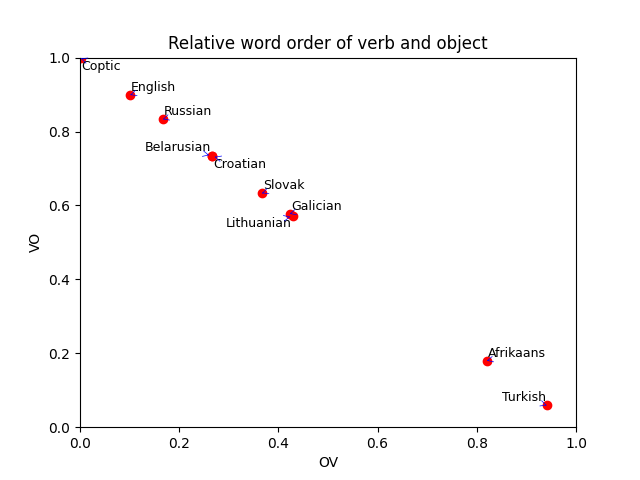 Relative word order of verb and object
1.0
Coptic
English
Russian
0.8
Belarusian
Croatian
Slovak
0.6
Galician
Lithuanian
VO
0.4
0.2
Afrikaans
Turkish
0.0
0.0 0.2 0.4 0.6 0.8 1.0
OV